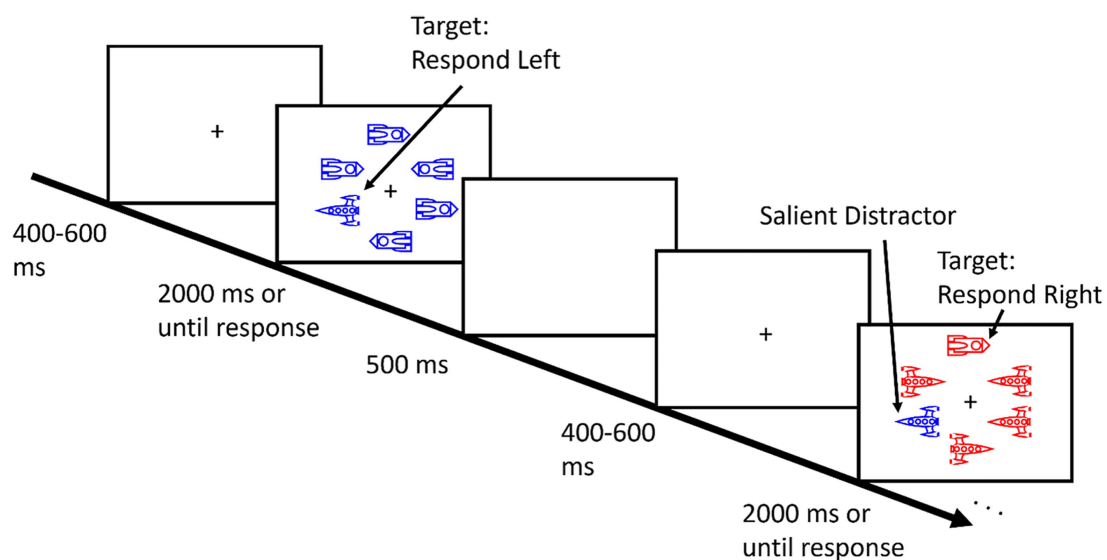 Target:
Respond Left
400-600
ms
2000 ms or
until response
500 ms
Salient Distractor
Target:
Respond Right
400-600
ms
2000 ms or
until response
...